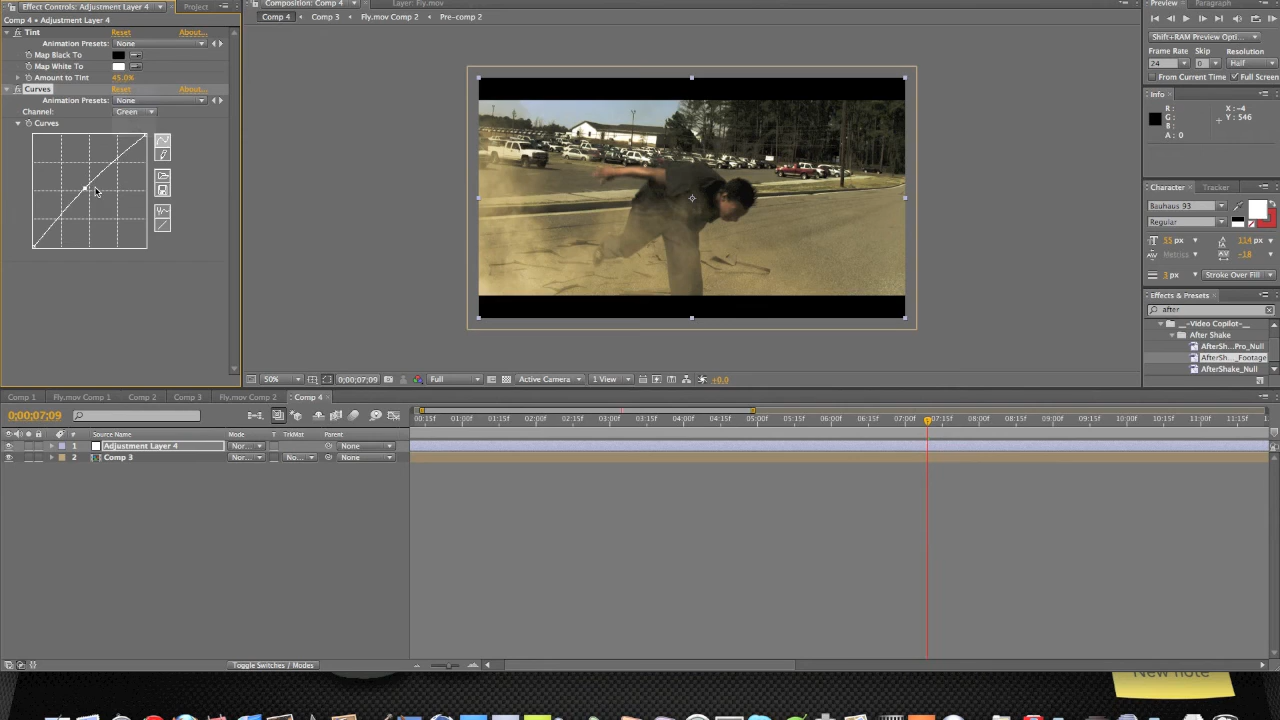 Effect Controls: Adjustment Layer 4
Project
Comp 4 • Adjustment Layer 4
Tint
Reset
About...
Animation Presets:
None
Map Black To
Map White To
Amount to Tint
45.0%
Curves
Reset
About...
Animation Presets:
None
Channel:
Green
Curves
Composition: Comp 4
Layer: Fly.mov
Comp 4
Comp 3
Fly.mov Comp 2
Pre-comp 2
50%
0;00;07;09
Full
Active Camera
1 View
+0.0
Preview
Paragraph
Shift+RAM Preview Opti...
Frame Rate
Skip
Resolution
24
0
Half
From Current Time
Full Screen
Info
R :
G :
B :
A : 0
X : -4
Y : 546
Character
Tracker
Bauhaus 93
Regular
55 px
114 px
Metrics
-18
3 px
Stroke Over Fill
Effects & Presets
after
__-Video Copilot-__
After Shake
AfterSh...Pro_Null
AfterSh..._Footage
AfterShake_Null
Comp 1
Fly.mov Comp 1
Comp 2
Comp 3
Fly.mov Comp 2
Comp 4
0;00;07;09
#
Source Name
Mode
T
TrkMat
Parent
1
Adjustment Layer 4
Nor...
None
2
Comp 3
Nor...
No...
None
00:15f
01:00f
01:15f
02:00f
02:15f
03:00f
03:15f
04:00f
04:15f
05:00f
05:15f
06:00f
06:15f
07:00f
07:15f
08:00f
08:15f
09:00f
09:15f
10:00f
10:15f
11:00f
11:15f
Toggle Switches / Modes
New note